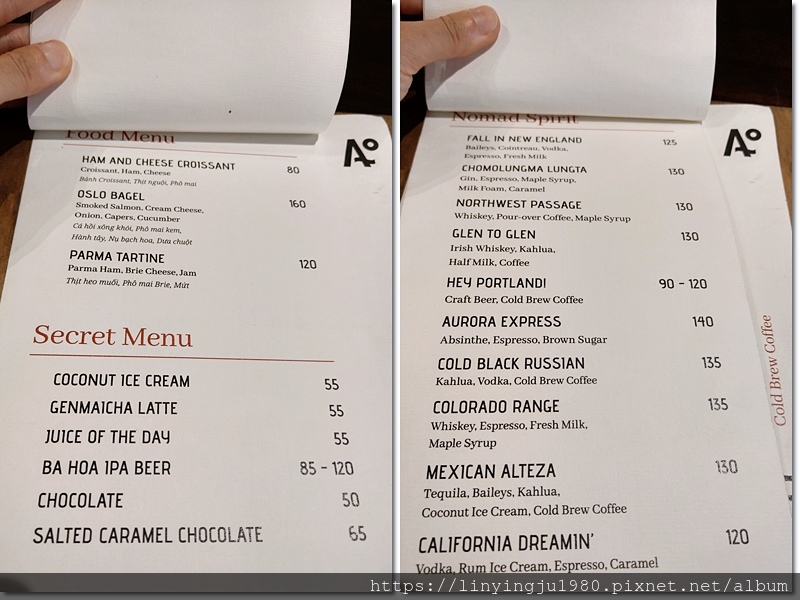 Food Menu
A°
HAM AND CHEESE CROISSANT 80
Croissant, Ham, Cheese
Bánh Croissant, Thịt nguội, Phô mai
OSLO BAGEL 160
Smoked Salmon, Cream Cheese,
Onion, Capers, Cucumber
Cá hồi xông khói, Phô mai kem,
Hành tây, Nụ bạch hoa, Dưa chuột
PARMA TARTINE 120
Parma Ham, Brie Cheese, Jam
Thịt heo muối, Phô mai Brie, Mứt
Secret Menu
COCONUT ICE CREAM 55
GENMAICHA LATTE 55
JUICE OF THE DAY 55
BA HOA IPA BEER 85 - 120
CHOCOLATE 50
SALTED CARAMEL CHOCOLATE 65
Nomad Spirit
A°
FALL IN NEW ENGLAND 125
Baileys, Cointreau, Vodka,
Espresso, Fresh Milk
CHOMOLUNGMA LUNGTA 130
Gin, Espresso, Maple Syrup,
Milk Foam, Caramel
NORTHWEST PASSAGE 130
Whiskey, Pour-over Coffee, Maple Syrup
GLEN TO GLEN 130
Irish Whiskey, Kahlua,
Half Milk, Coffee
HEY PORTLAND! 90 - 120
Craft Beer, Cold Brew Coffee
AURORA EXPRESS 140
Absinthe, Espresso, Brown Sugar
COLD BLACK RUSSIAN 135
Kahlua, Vodka, Cold Brew Coffee
COLORADO RANGE 135
Whiskey, Espresso, Fresh Milk,
Maple Syrup
MEXICAN ALTEZA 130
Tequila, Baileys, Kahlua,
Coconut Ice Cream, Cold Brew Coffee
CALIFORNIA DREAMIN' 120
Vodka, Rum Ice Cream, Espresso, Caramel
Cold Brew Coffee
https://linyingju1980.pixnet.net/album